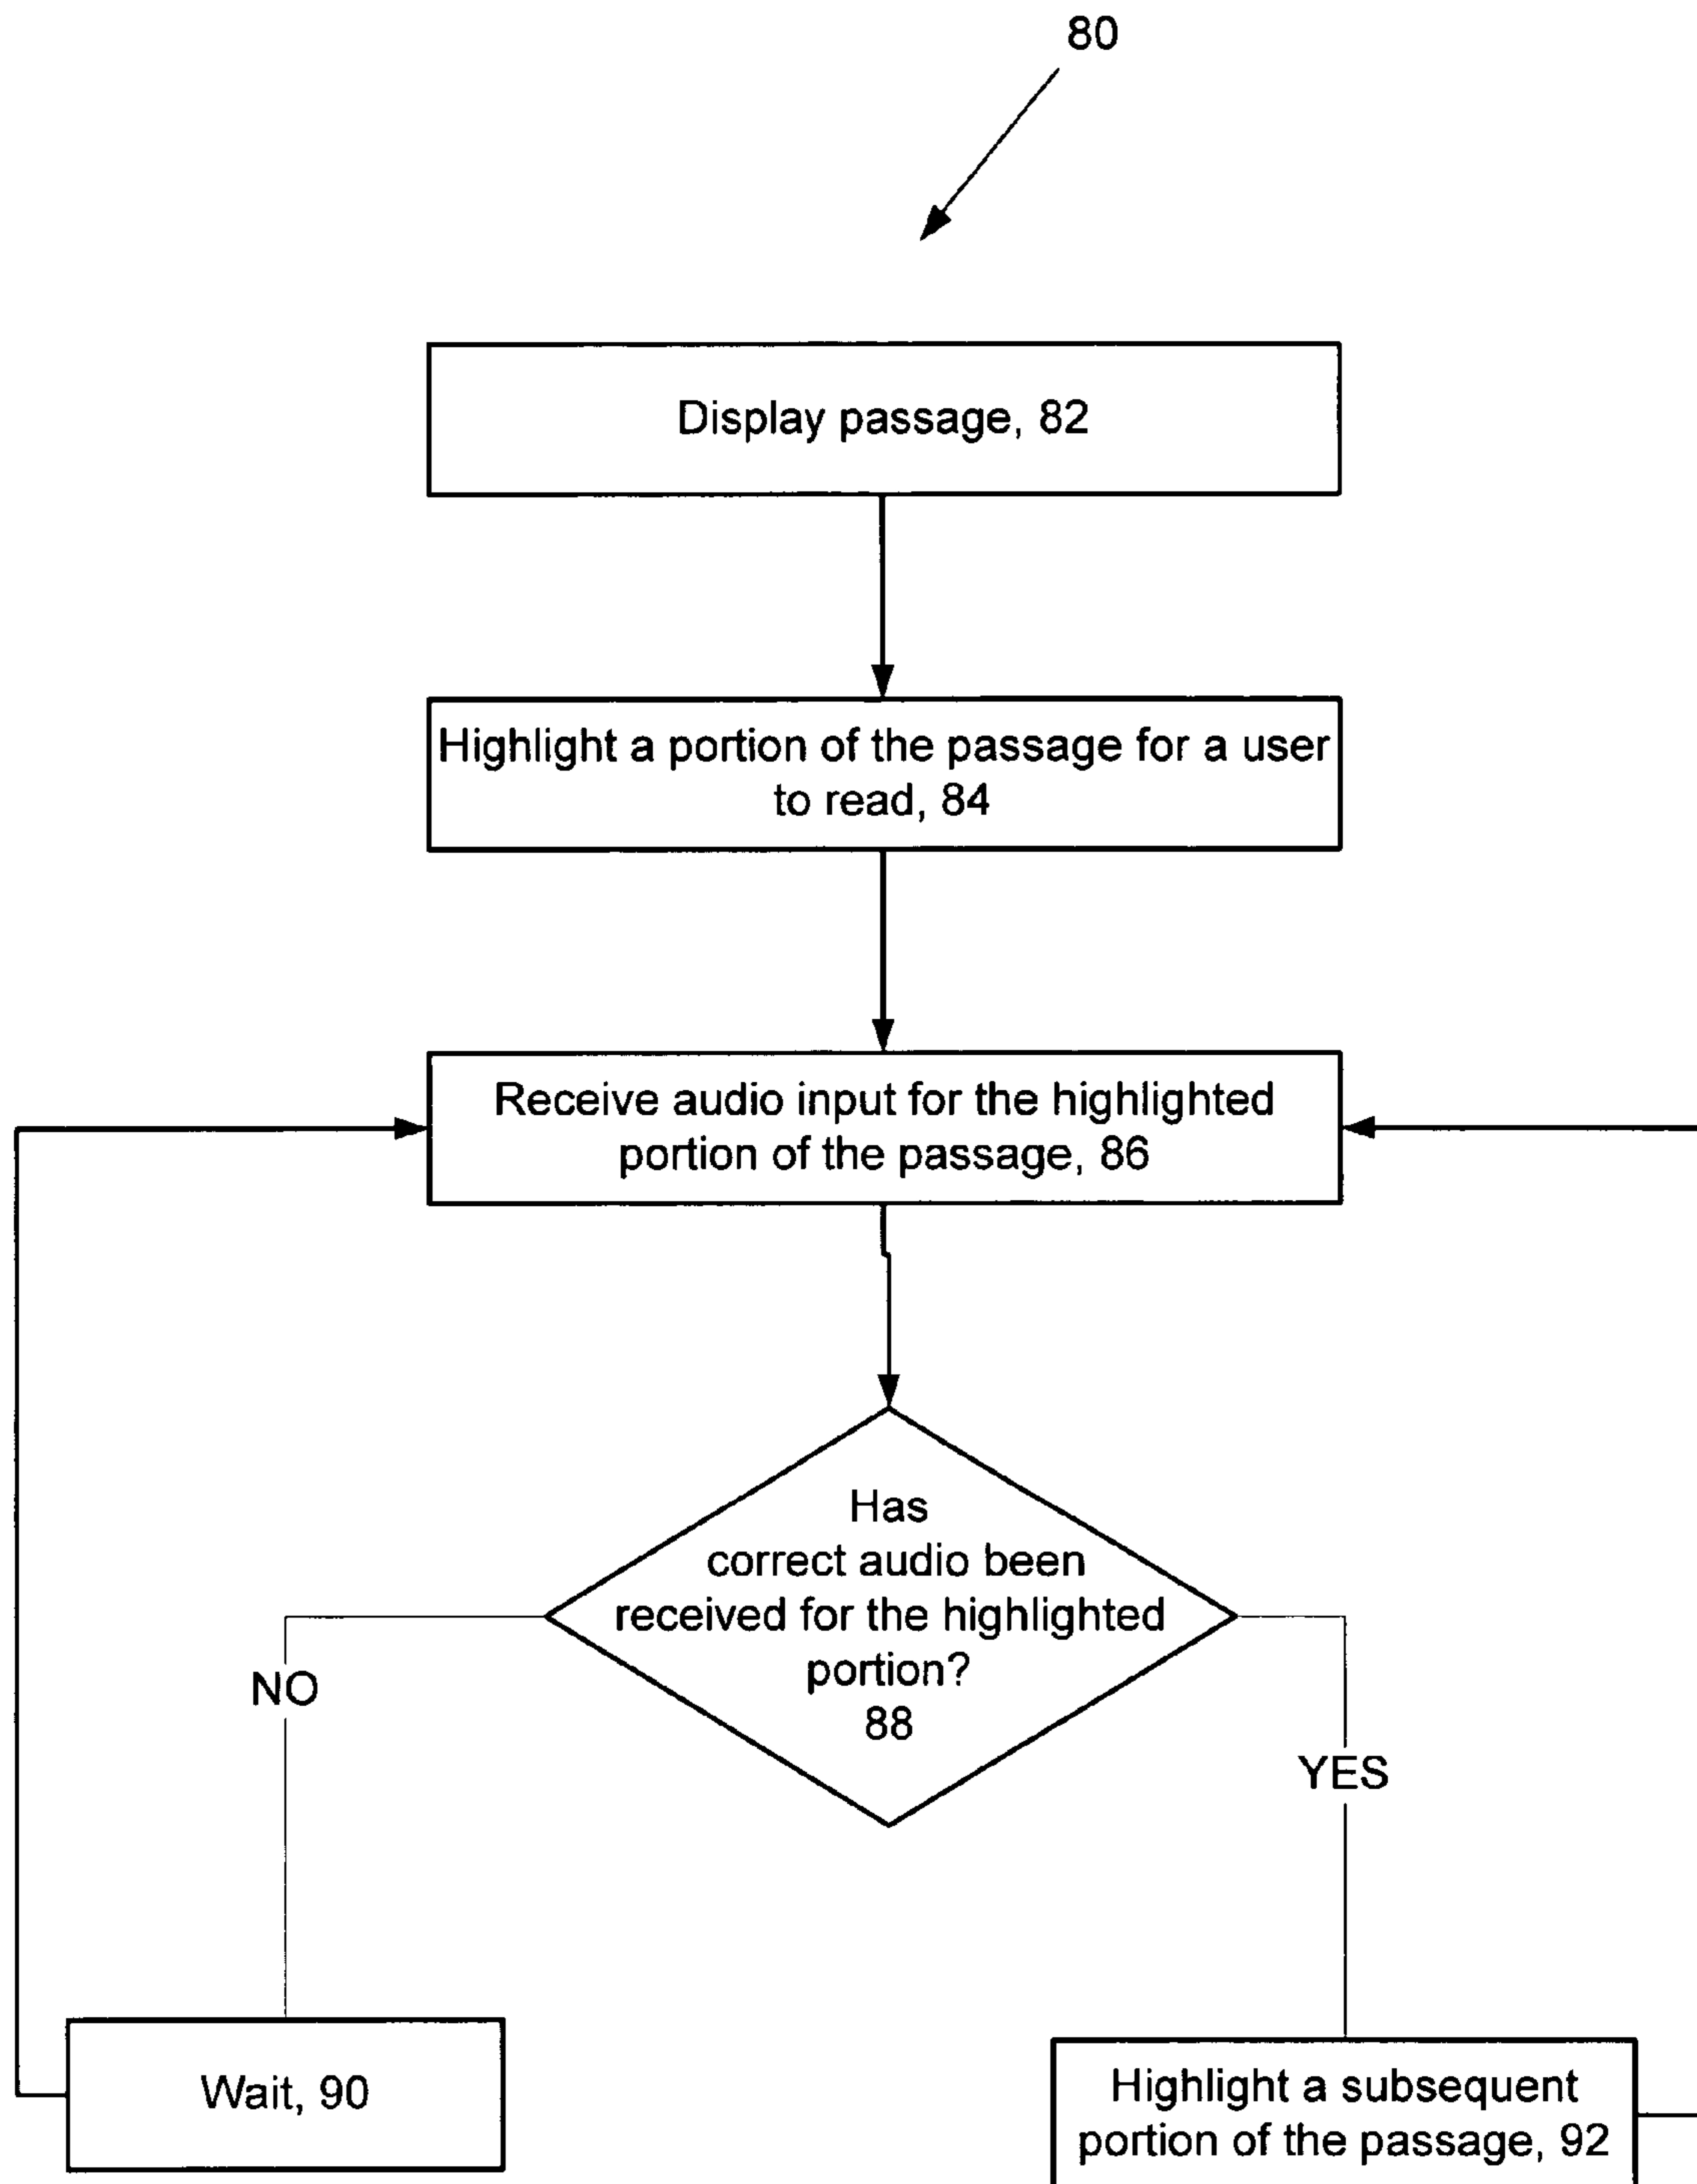 80
Display passage, 82
Highlight a portion of the passage for a user
to read, 84
Receive audio input for the highlighted
portion of the passage, 86
Has
correct audio been
received for the highlighted
portion?
88
NO
YES
Wait, 90
Highlight a subsequent
portion of the passage, 92